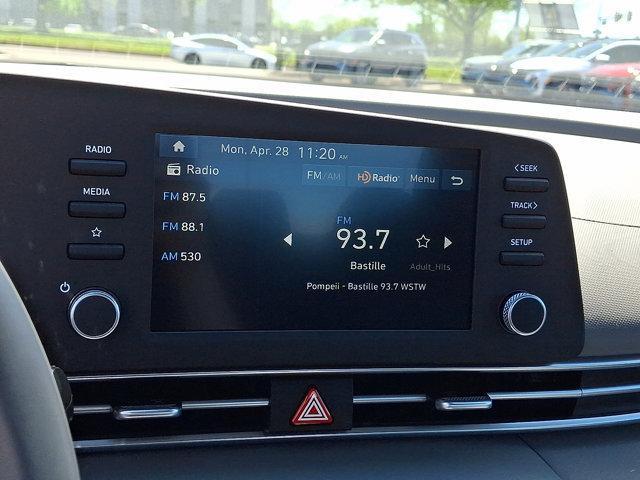 Mon, Apr. 28 11:20 AM
Radio
FM/AM HD Radio Menu
FM 87.5
FM 88.1
AM 530
FM
93.7
Bastille
Adult_Hits
Pompeii - Bastille 93.7 WSTW
RADIO
MEDIA
< SEEK
TRACK >
SETUP